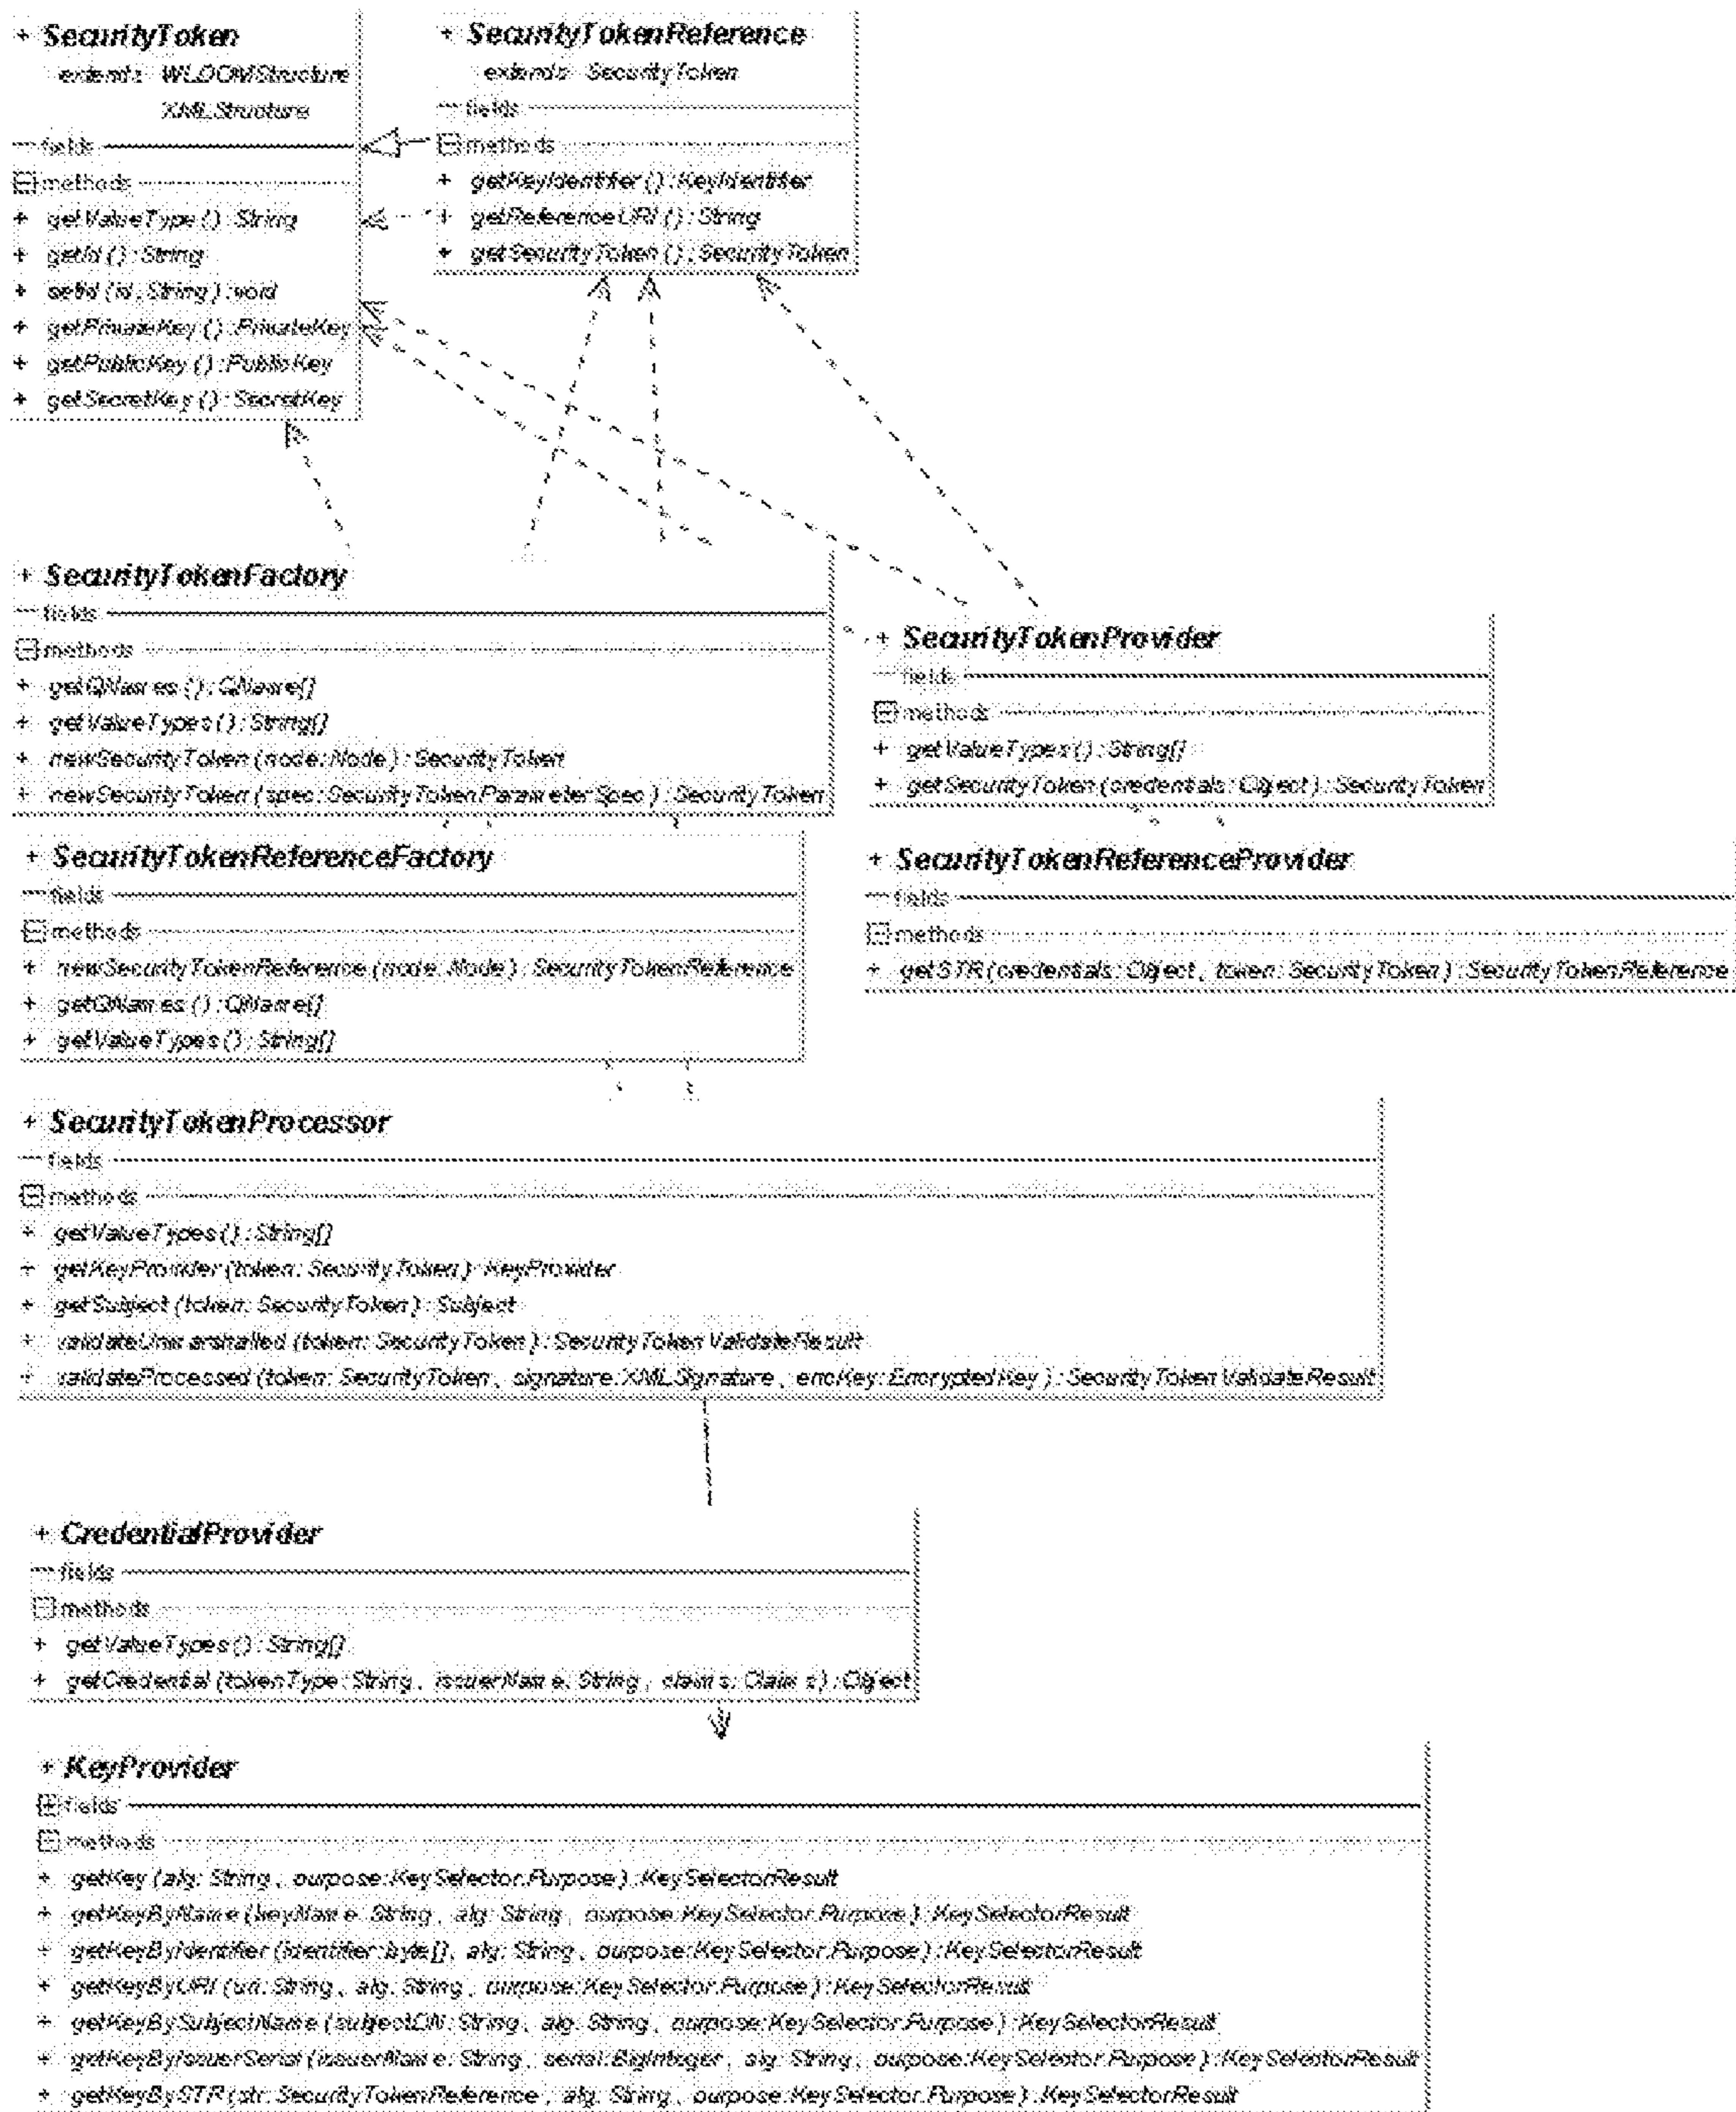 + SecurityToken
extends WLDOMStructure
XMLStructure
fields
methods
+ getValueType():String
+ getId():String
+ setId(id:String):void
+ getPrivateKey():PrivateKey
+ getPublicKey():PublicKey
+ getSecretKey():SecretKey
+ SecurityTokenReference
extends SecurityToken
fields
methods
+ getKeyIdentifier():KeyIdentifier
+ getReferenceURI():String
+ getSecurityToken():SecurityToken
+ SecurityTokenFactory
fields
methods
+ getQNames():QName[]
+ getValueTypes():String[]
+ newSecurityToken(node:Node):SecurityToken
+ newSecurityToken(spec:SecurityTokenParameterSpec):SecurityToken
+ SecurityTokenProvider
fields
methods
+ getValueTypes():String[]
+ getSecurityToken(credentials:Object):SecurityToken
+ SecurityTokenReferenceFactory
fields
methods
+ newSecurityTokenReference(node:Node):SecurityTokenReference
+ getQNames():QName[]
+ getValueTypes():String[]
+ SecurityTokenReferenceProvider
fields
methods
+ getSTR(credentials:Object, token:SecurityToken):SecurityTokenReference
+ SecurityTokenProcessor
fields
methods
+ getValueTypes():String[]
+ getKeyProvider(token:SecurityToken):KeyProvider
+ getSubject(token:SecurityToken):Subject
+ validateUnmarshalled(token:SecurityToken):SecurityTokenValidateResult
+ validateProcessed(token:SecurityToken, signature:XMLSignature, encKey:EncryptedKey):SecurityTokenValidateResult
+ CredentialProvider
fields
methods
+ getValueTypes():String[]
+ getCredential(tokenType:String, issuerName:String, claims:Claims):Object
+ KeyProvider
fields
methods
+ getKey(alg:String, purpose:KeySelector.Purpose):KeySelectorResult
+ getKeyByName(keyName:String, alg:String, purpose:KeySelector.Purpose):KeySelectorResult
+ getKeyByIdentifier(identifier:byte[], alg:String, purpose:KeySelector.Purpose):KeySelectorResult
+ getKeyByURI(uri:String, alg:String, purpose:KeySelector.Purpose):KeySelectorResult
+ getKeyBySubjectName(subjectDN:String, alg:String, purpose:KeySelector.Purpose):KeySelectorResult
+ getKeyByIssuerSerial(issuerName:String, serial:BigInteger, alg:String, purpose:KeySelector.Purpose):KeySelectorResult
+ getKeyBySTR(str:SecurityTokenReference, alg:String, purpose:KeySelector.Purpose):KeySelectorResult